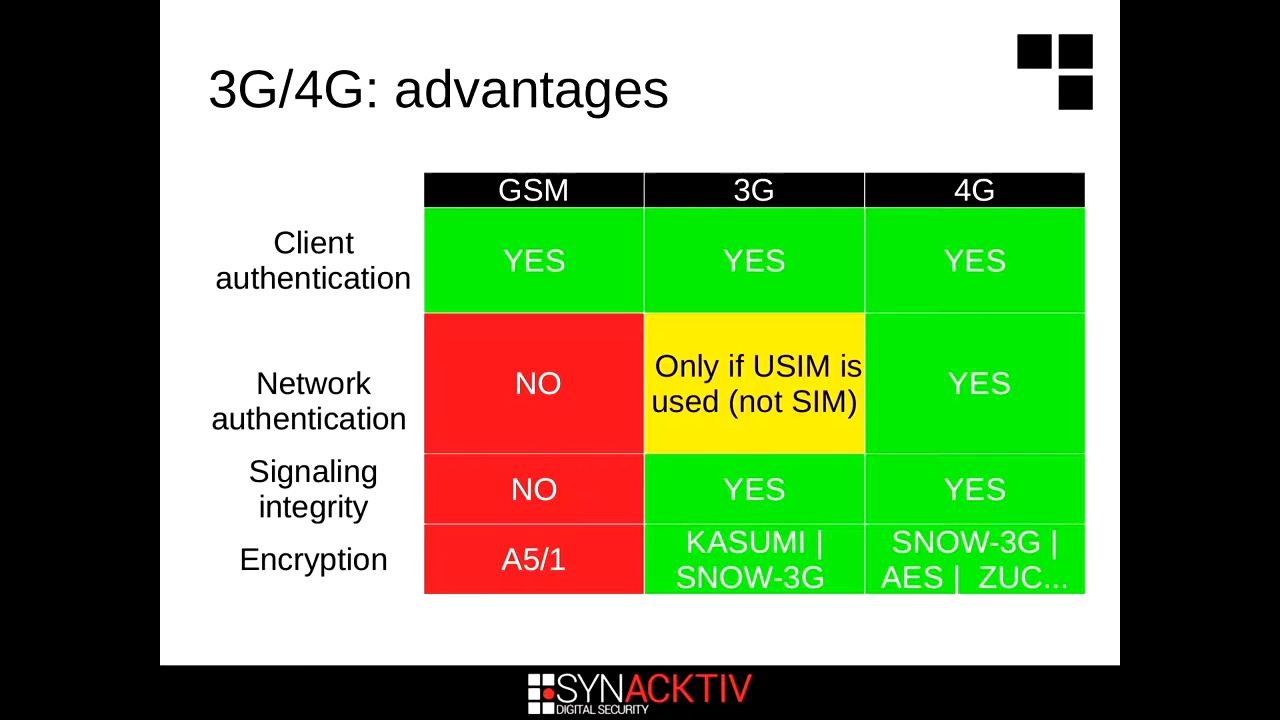 3G/4G: advantages
GSM 3G 4G
Client
authentication
YES YES YES
Network
authentication
NO
Only if USIM is
used (not SIM)
YES
Signaling
integrity
NO YES YES
Encryption
A5/1
KASUMI |
SNOW-3G
SNOW-3G |
AES | ZUC...
SYNACKTIV
DIGITAL SECURITY